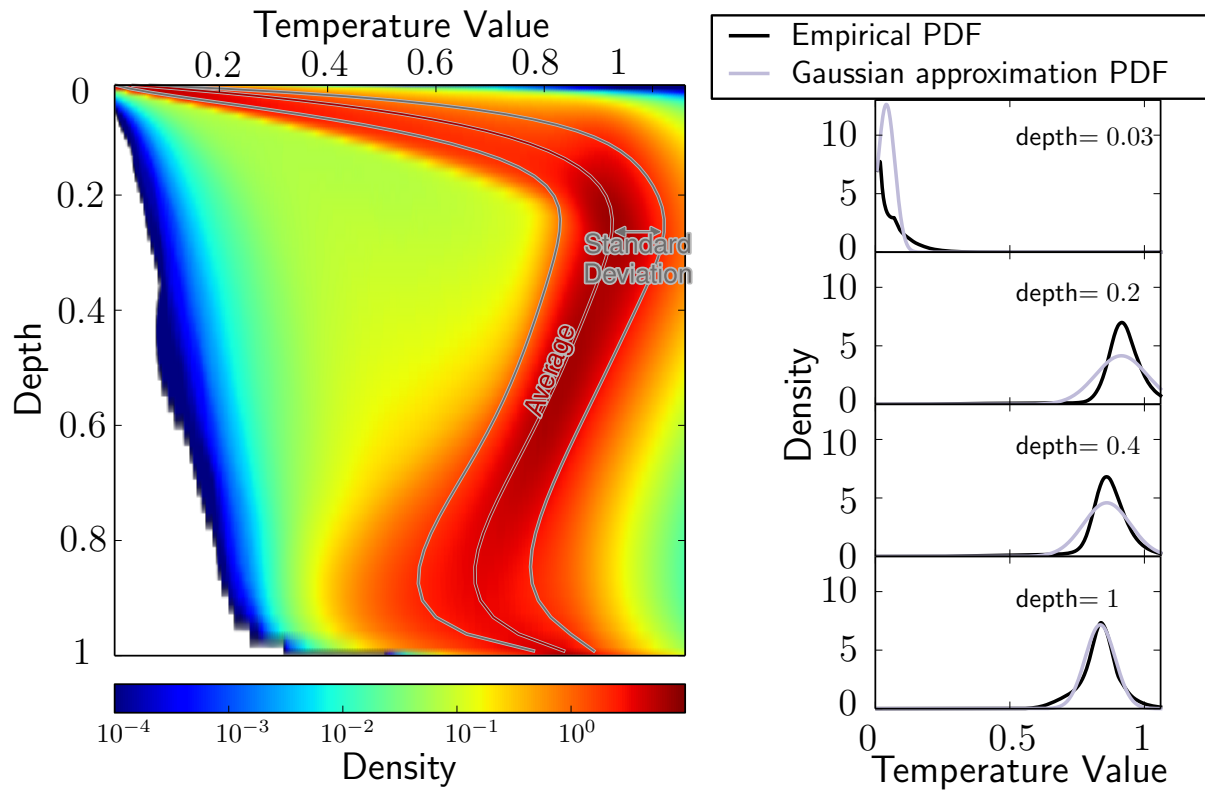 Temperature Value
0.2 0.4 0.6 0.8 1
0
0.2
0.4
0.6
0.8
1
Depth
Standard
Deviation
Average
10^{-4} 10^{-3} 10^{-2} 10^{-1} 10^{0}
Density
Empirical PDF
Gaussian approximation PDF
10
5
0
depth= 0.03
10
5
0
depth= 0.2
10
5
0
depth= 0.4
10
5
0
depth= 1
Density
0 0.5 1
Temperature Value